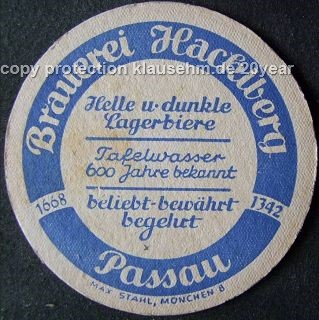 Brauerei Hacklberg
copy protection klausehm.de/20year
Helle u. dunkle
Lagerbiere
Tafelwasser
600 Jahre bekannt
beliebt-bewährt
begehrt
1668
1342
Passau
MAX STAHL, MÜNCHEN 8